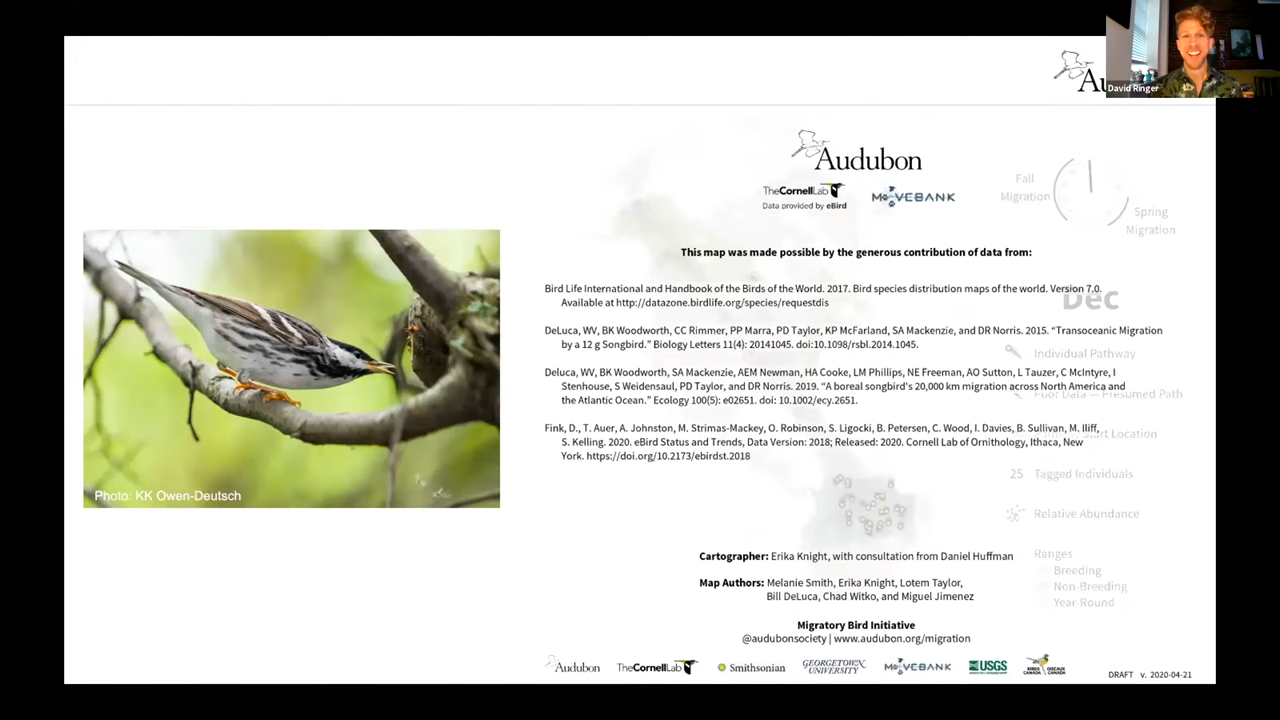 David Ringer
Audubon
TheCornellLab
Data provided by eBird
MOVEBANK
Fall
Migration
Spring
Migration
This map was made possible by the generous contribution of data from:
Bird Life International and Handbook of the Birds of the World. 2017. Bird species distribution maps of the world. Version 7.0.
Available at http://datazone.birdlife.org/species/requestdis
Dec
DeLuca, WV, BK Woodworth, CC Rimmer, PP Marra, PD Taylor, KP McFarland, SA Mackenzie, and DR Norris. 2015. “Transoceanic Migration
by a 12 g Songbird.” Biology Letters 11(4): 20141045. doi:10.1098/rsbl.2014.1045.
Individual Pathway
Deluca, WV, BK Woodworth, SA Mackenzie, AEM Newman, HA Cooke, LM Phillips, NE Freeman, AO Sutton, L Tauzer, C McIntyre, I
Stenhouse, S Weidensaul, PD Taylor, and DR Norris. 2019. “A boreal songbird's 20,000 km migration across North America and
the Atlantic Ocean.” Ecology 100(5): e02651. doi: 10.1002/ecy.2651.
Poor Data — Presumed Path
Fink, D., T. Auer, A. Johnston, M. Strimas-Mackey, O. Robinson, S. Ligocki, B. Petersen, C. Wood, I. Davies, B. Sullivan, M. Iliff,
S. Kelling. 2020. eBird Status and Trends, Data Version: 2018; Released: 2020. Cornell Lab of Ornithology, Ithaca, New
York. https://doi.org/10.2173/ebirdst.2018
Start Location
25 Tagged Individuals
Relative Abundance
Ranges
Breeding
Non-Breeding
Year-Round
Photo: KK Owen-Deutsch
Cartographer: Erika Knight, with consultation from Daniel Huffman
Map Authors: Melanie Smith, Erika Knight, Lotem Taylor,
Bill DeLuca, Chad Witko, and Miguel Jimenez
Migratory Bird Initiative
@audubonsociety | www.audubon.org/migration
Audubon
TheCornellLab
Smithsonian
GEORGETOWN
UNIVERSITY
MOVEBANK
USGS
BIRDS CANADA
OISEAUX CANADA
DRAFT v. 2020-04-21